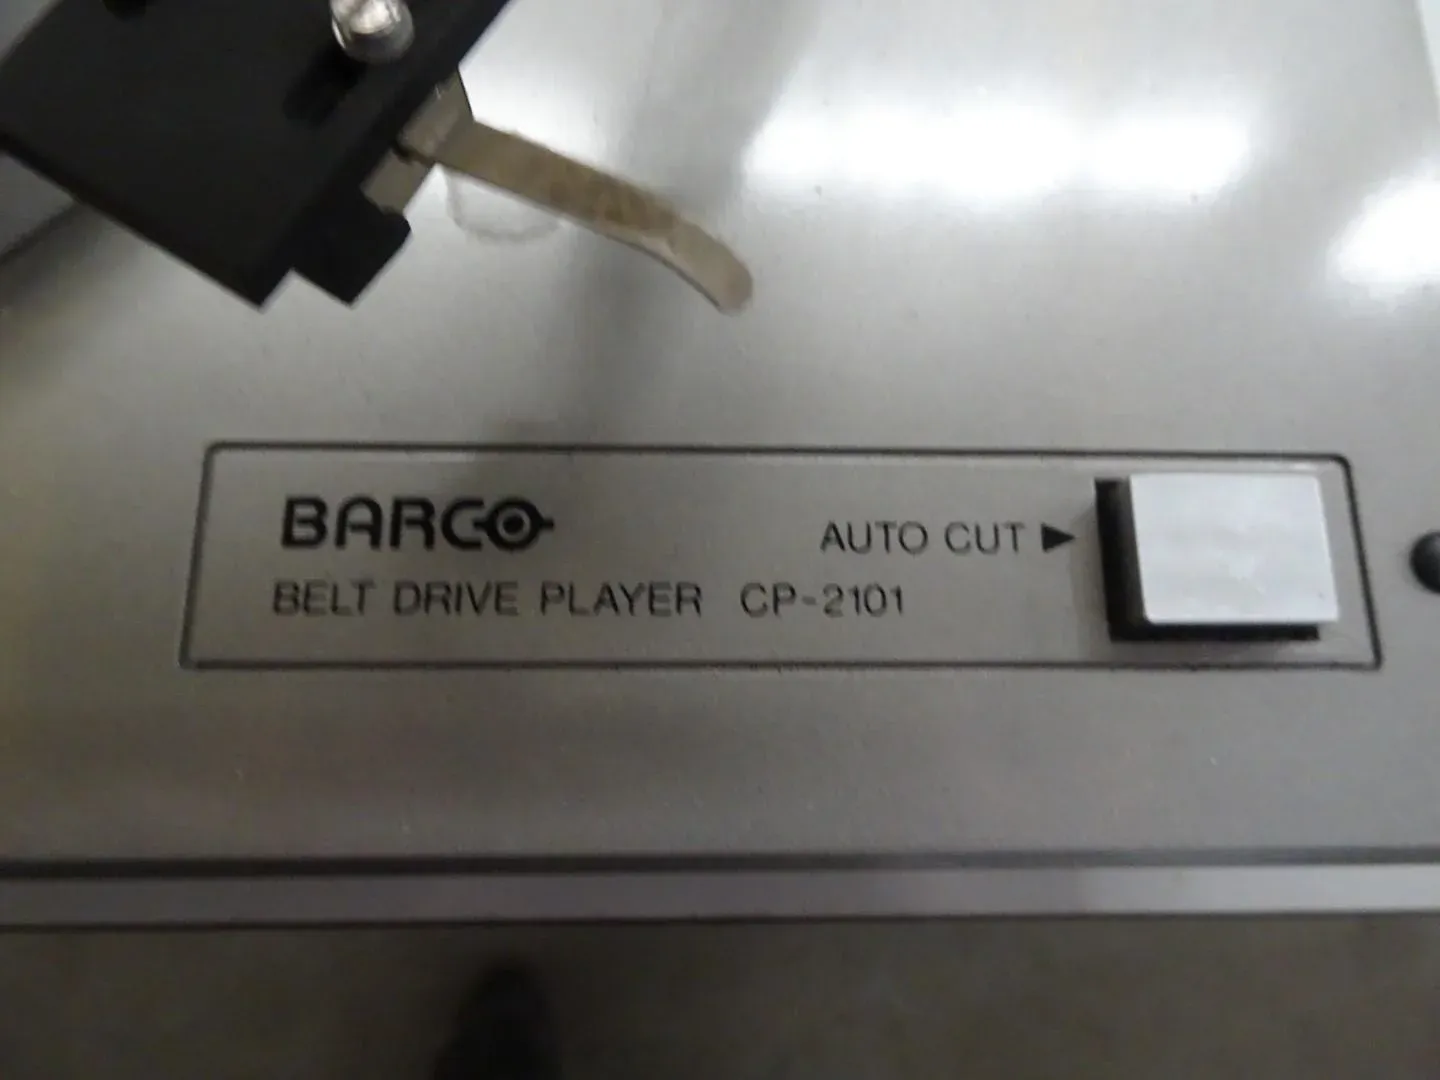 BARCO
AUTO CUT ▶
BELT DRIVE PLAYER CP-2101